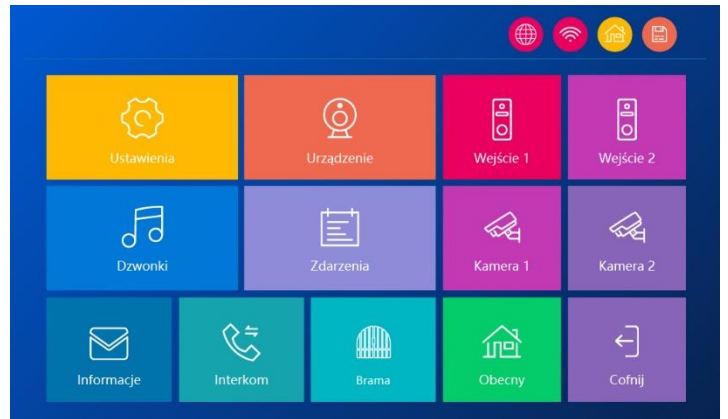 Ustawienia
Urządzenie
Wejście 1
Wejście 2
Dzwonki
Zdarzenia
Kamera 1
Kamera 2
Informacje
Interkom
Brama
Obecny
Cofnij